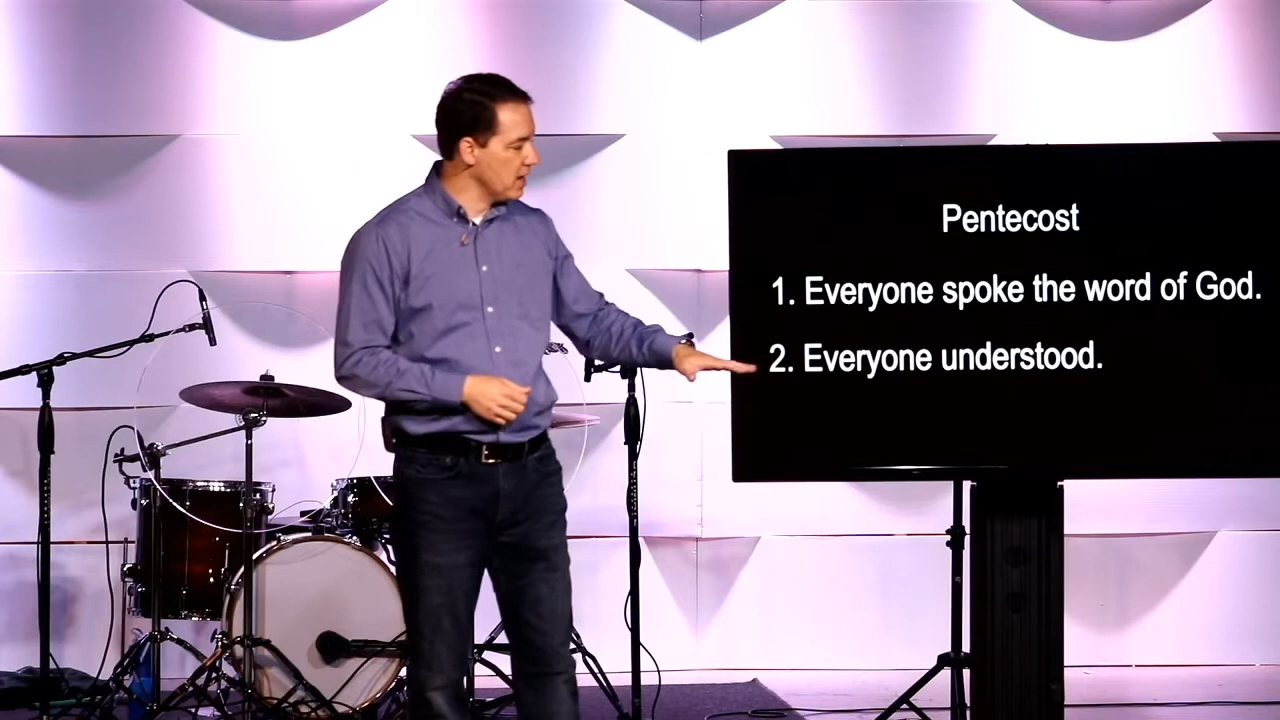 Pentecost
1. Everyone spoke the word of God.
2. Everyone understood.